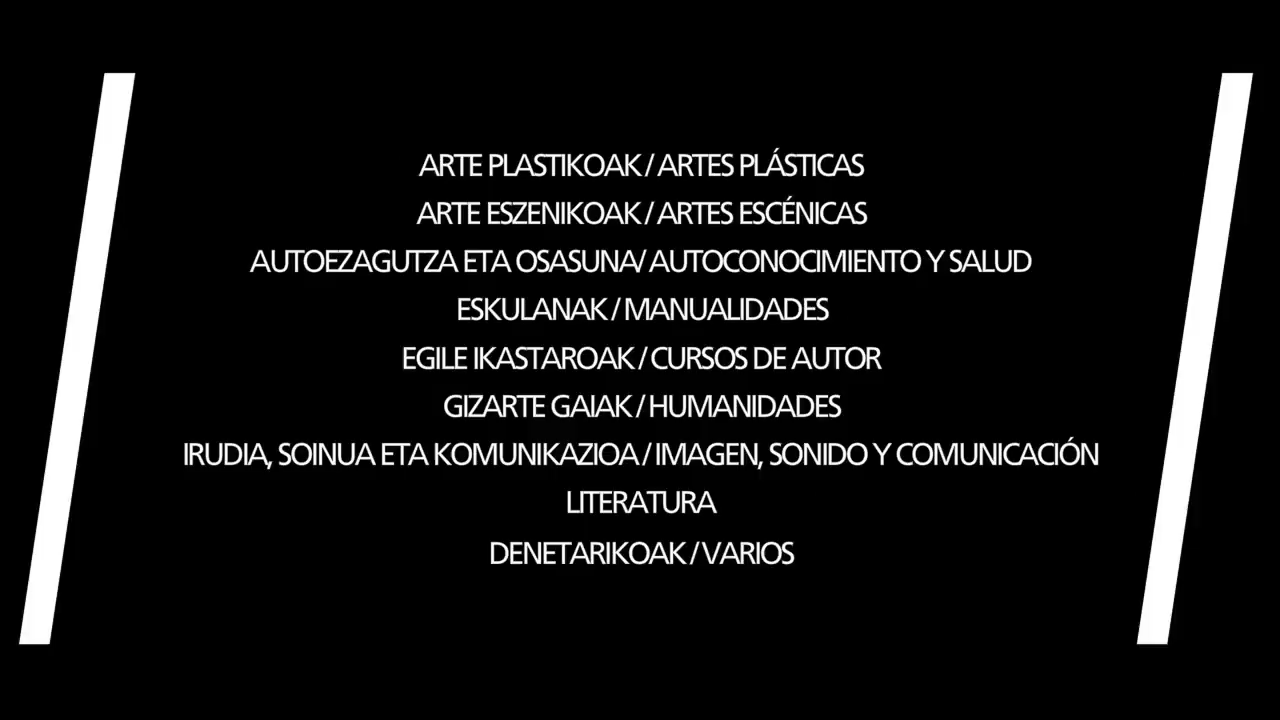 ARTE PLASTIKOAK / ARTES PLÁSTICAS
ARTE ESZENIKOAK / ARTES ESCÉNICAS
AUTOEZAGUTZA ETA OSASUNA/ AUTOCONOCIMIENTO Y SALUD
ESKULANAK / MANUALIDADES
EGILE IKASTAROAK / CURSOS DE AUTOR
GIZARTE GAIAK / HUMANIDADES
IRUDIA, SOINUA ETA KOMUNIKAZIOA / IMAGEN, SONIDO Y COMUNICACIÓN
LITERATURA
DENETARIKOAK / VARIOS